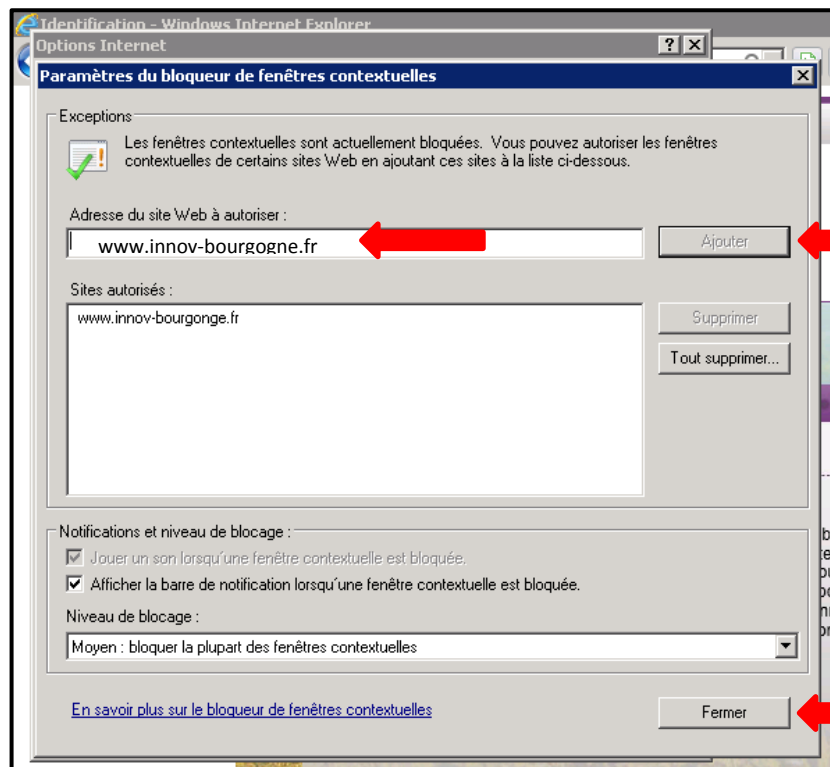 Identification - Windows Internet Explorer
Options Internet
Paramètres du bloqueur de fenêtres contextuelles
Exceptions
Les fenêtres contextuelles sont actuellement bloquées. Vous pouvez autoriser les fenêtres
contextuelles de certains sites Web en ajoutant ces sites à la liste ci-dessous.
Adresse du site Web à autoriser :
www.innov-bourgogne.fr
Ajouter
Sites autorisés :
www.innov-bourgonge.fr
Supprimer
Tout supprimer...
Notifications et niveau de blocage :
Jouer un son lorsqu'une fenêtre contextuelle est bloquée.
Afficher la barre de notification lorsqu'une fenêtre contextuelle est bloquée.
Niveau de blocage :
Moyen : bloquer la plupart des fenêtres contextuelles
En savoir plus sur le bloqueur de fenêtres contextuelles
Fermer